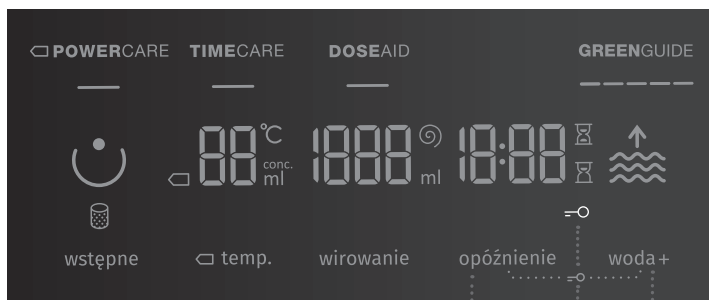 POWERCARE TIMECARE DOSEAID GREENGUIDE
88 °C conc. ml 1888 ml 18:88
wstępne temp. wirowanie opóźnienie woda+